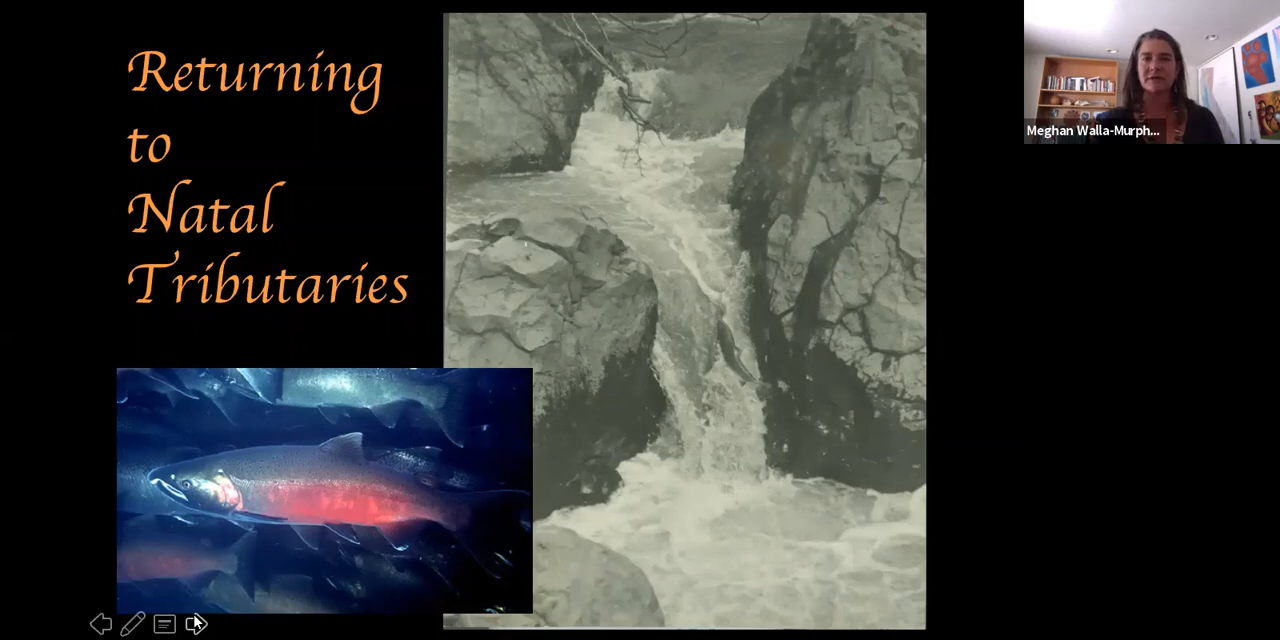 Returning
to
Natal
Tributaries
Meghan Walla-Murph...